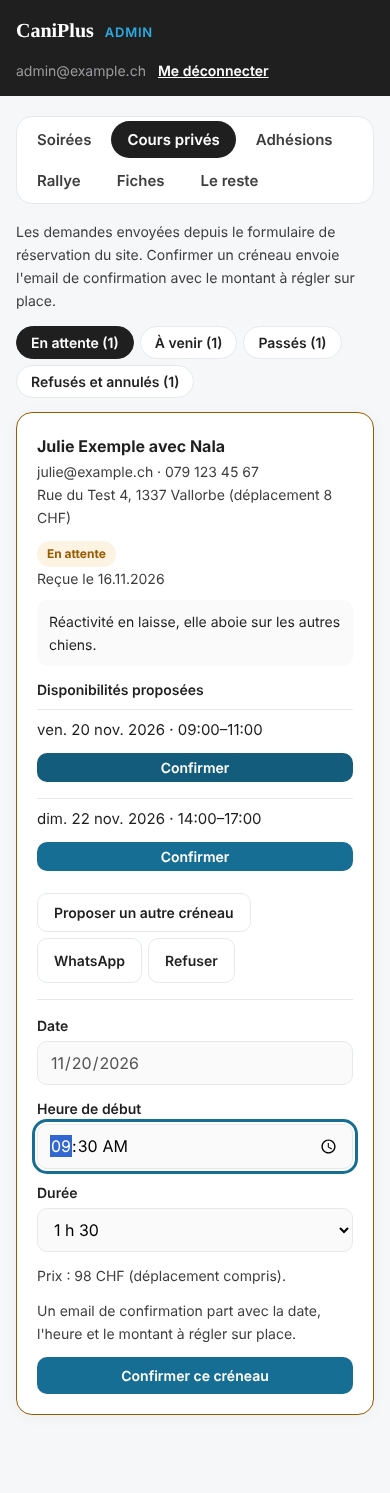 CaniPlus ADMIN
admin@example.ch Me déconnecter
Soirées Cours privés Adhésions
Rallye Fiches Le reste
Les demandes envoyées depuis le formulaire de
réservation du site. Confirmer un créneau envoie
l'email de confirmation avec le montant à régler sur
place.
En attente (1) À venir (1) Passés (1)
Refusés et annulés (1)
Julie Exemple avec Nala
julie@example.ch · 079 123 45 67
Rue du Test 4, 1337 Vallorbe (déplacement 8
CHF)
En attente
Reçue le 16.11.2026
Réactivité en laisse, elle aboie sur les autres
chiens.
Disponibilités proposées
ven. 20 nov. 2026 · 09:00–11:00
Confirmer
dim. 22 nov. 2026 · 14:00–17:00
Confirmer
Proposer un autre créneau
WhatsApp Refuser
Date
11/20/2026
Heure de début
09:30 AM
Durée
1 h 30
Prix : 98 CHF (déplacement compris).
Un email de confirmation part avec la date,
l'heure et le montant à régler sur place.
Confirmer ce créneau